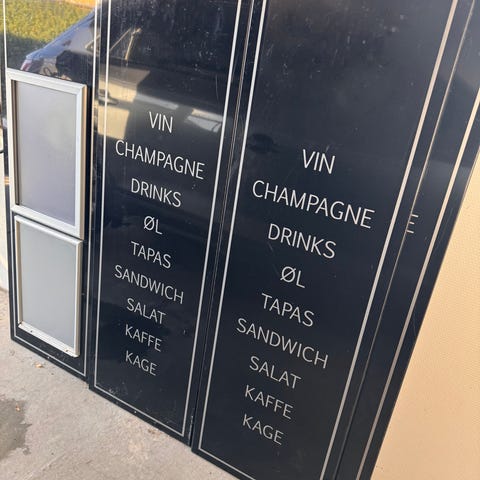 VIN
CHAMPAGNE
DRINKS
ØL
TAPAS
SANDWICH
SALAT
KAFFE
KAGE
VIN
CHAMPAGNE
DRINKS
ØL
TAPAS
SANDWICH
SALAT
KAFFE
KAGE
E